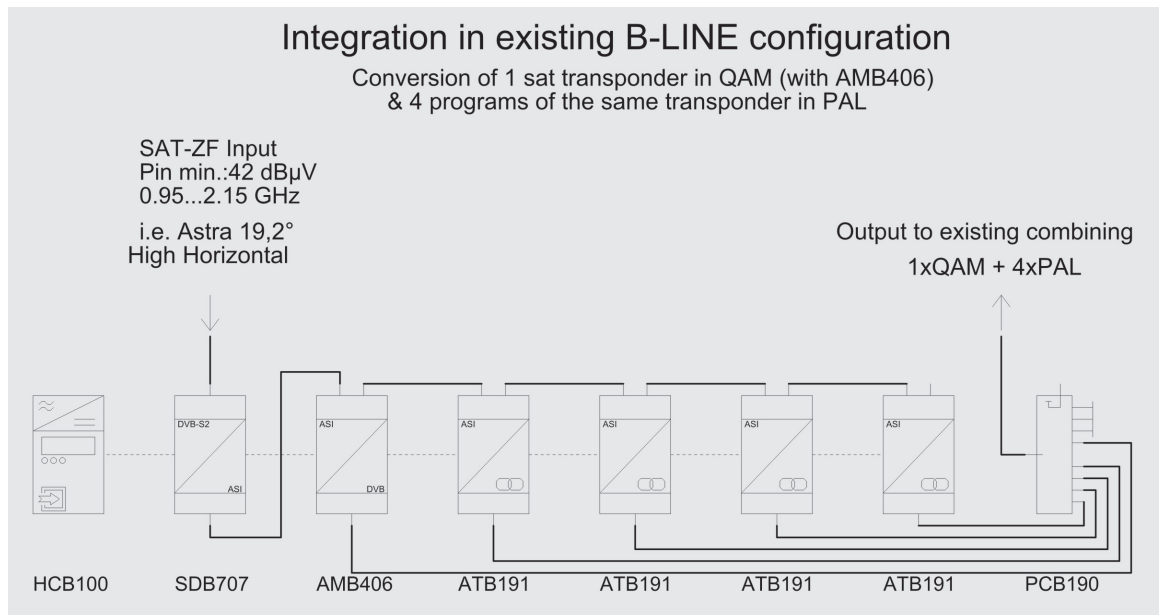 Integration in existing B-LINE configuration
Conversion of 1 sat transponder in QAM (with AMB406)
& 4 programs of the same transponder in PAL
SAT-ZF Input
Pin min.:42 dBµV
0.95...2.15 GHz
i.e. Astra 19,2°
High Horizontal
Output to existing combining
1xQAM + 4xPAL
DVB-S2
ASI
ASI
DVB
ASI
ASI
ASI
ASI
HCB100
SDB707
AMB406
ATB191
ATB191
ATB191
ATB191
PCB190